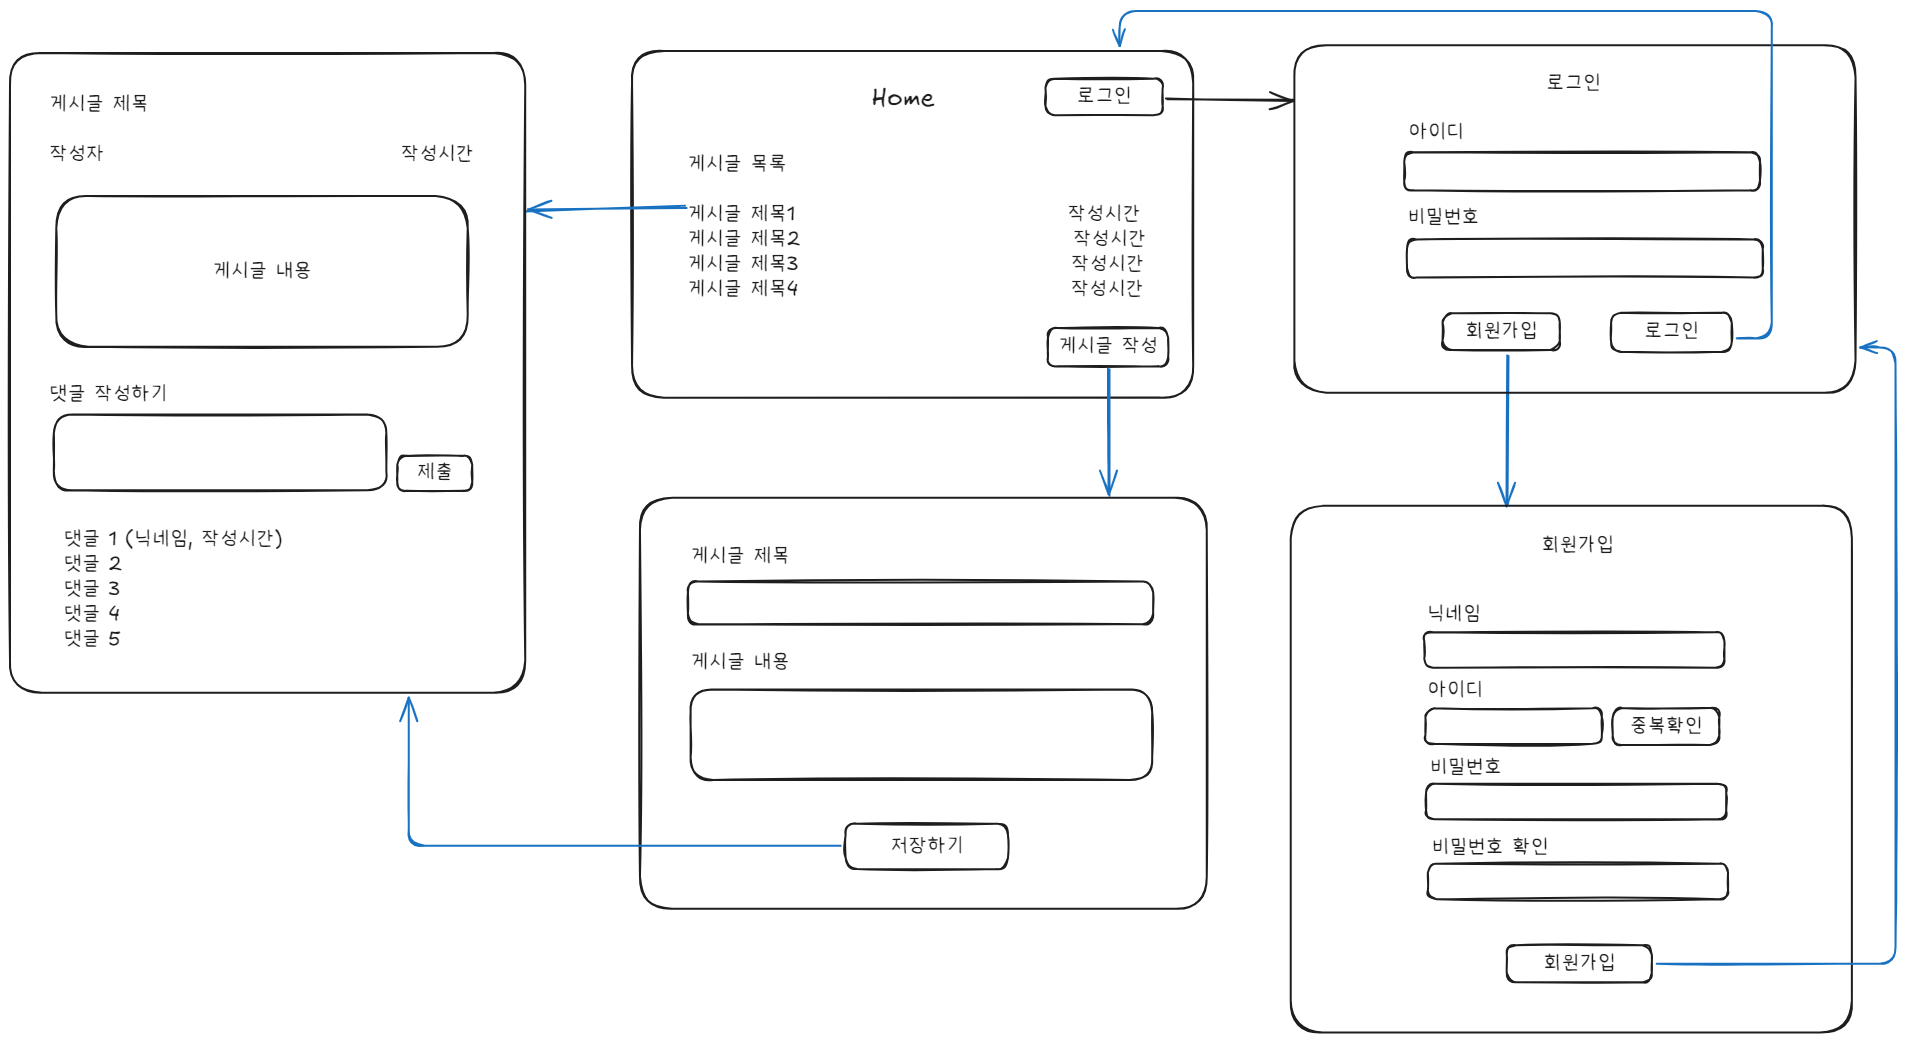 게시글 제목
작성자 작성시간
게시글 내용
댓글 작성하기
제출
댓글 1 (닉네임, 작성시간)
댓글 2
댓글 3
댓글 4
댓글 5
Home 로그인
게시글 목록
게시글 제목1 작성시간
게시글 제목2 작성시간
게시글 제목3 작성시간
게시글 제목4 작성시간
게시글 작성
게시글 제목
게시글 내용
저장하기
로그인
아이디
비밀번호
회원가입 로그인
회원가입
닉네임
아이디
중복확인
비밀번호
비밀번호 확인
회원가입